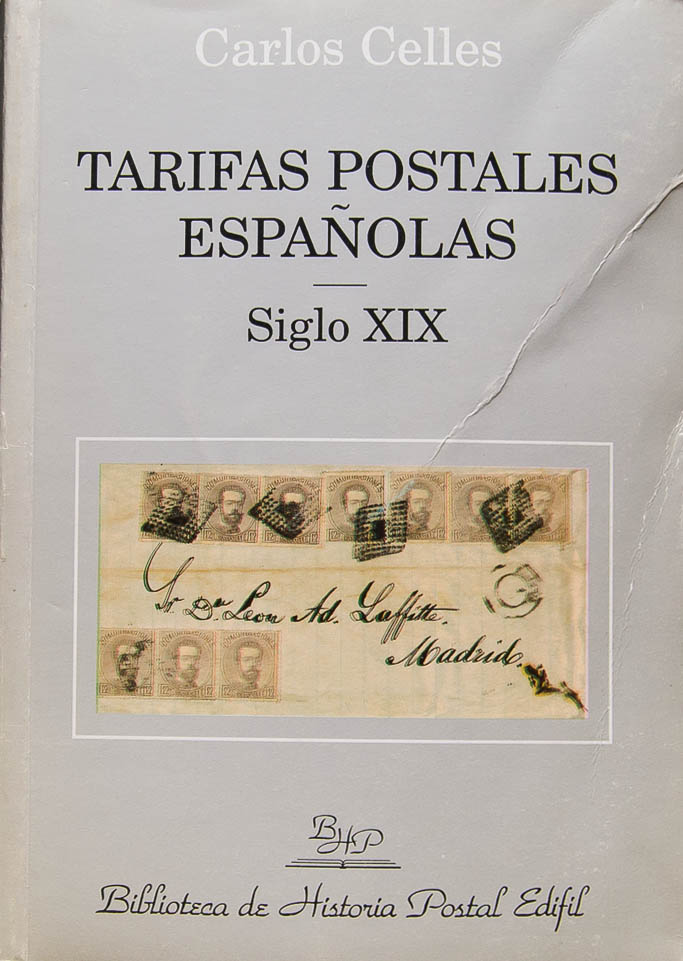 Carlos Celles
TARIFAS POSTALES
ESPAÑOLAS
Siglo XIX
Sr. Dn. Leon Ad. Laffitte.
Madrid.
BHP
Biblioteca de Historia Postal Edifil